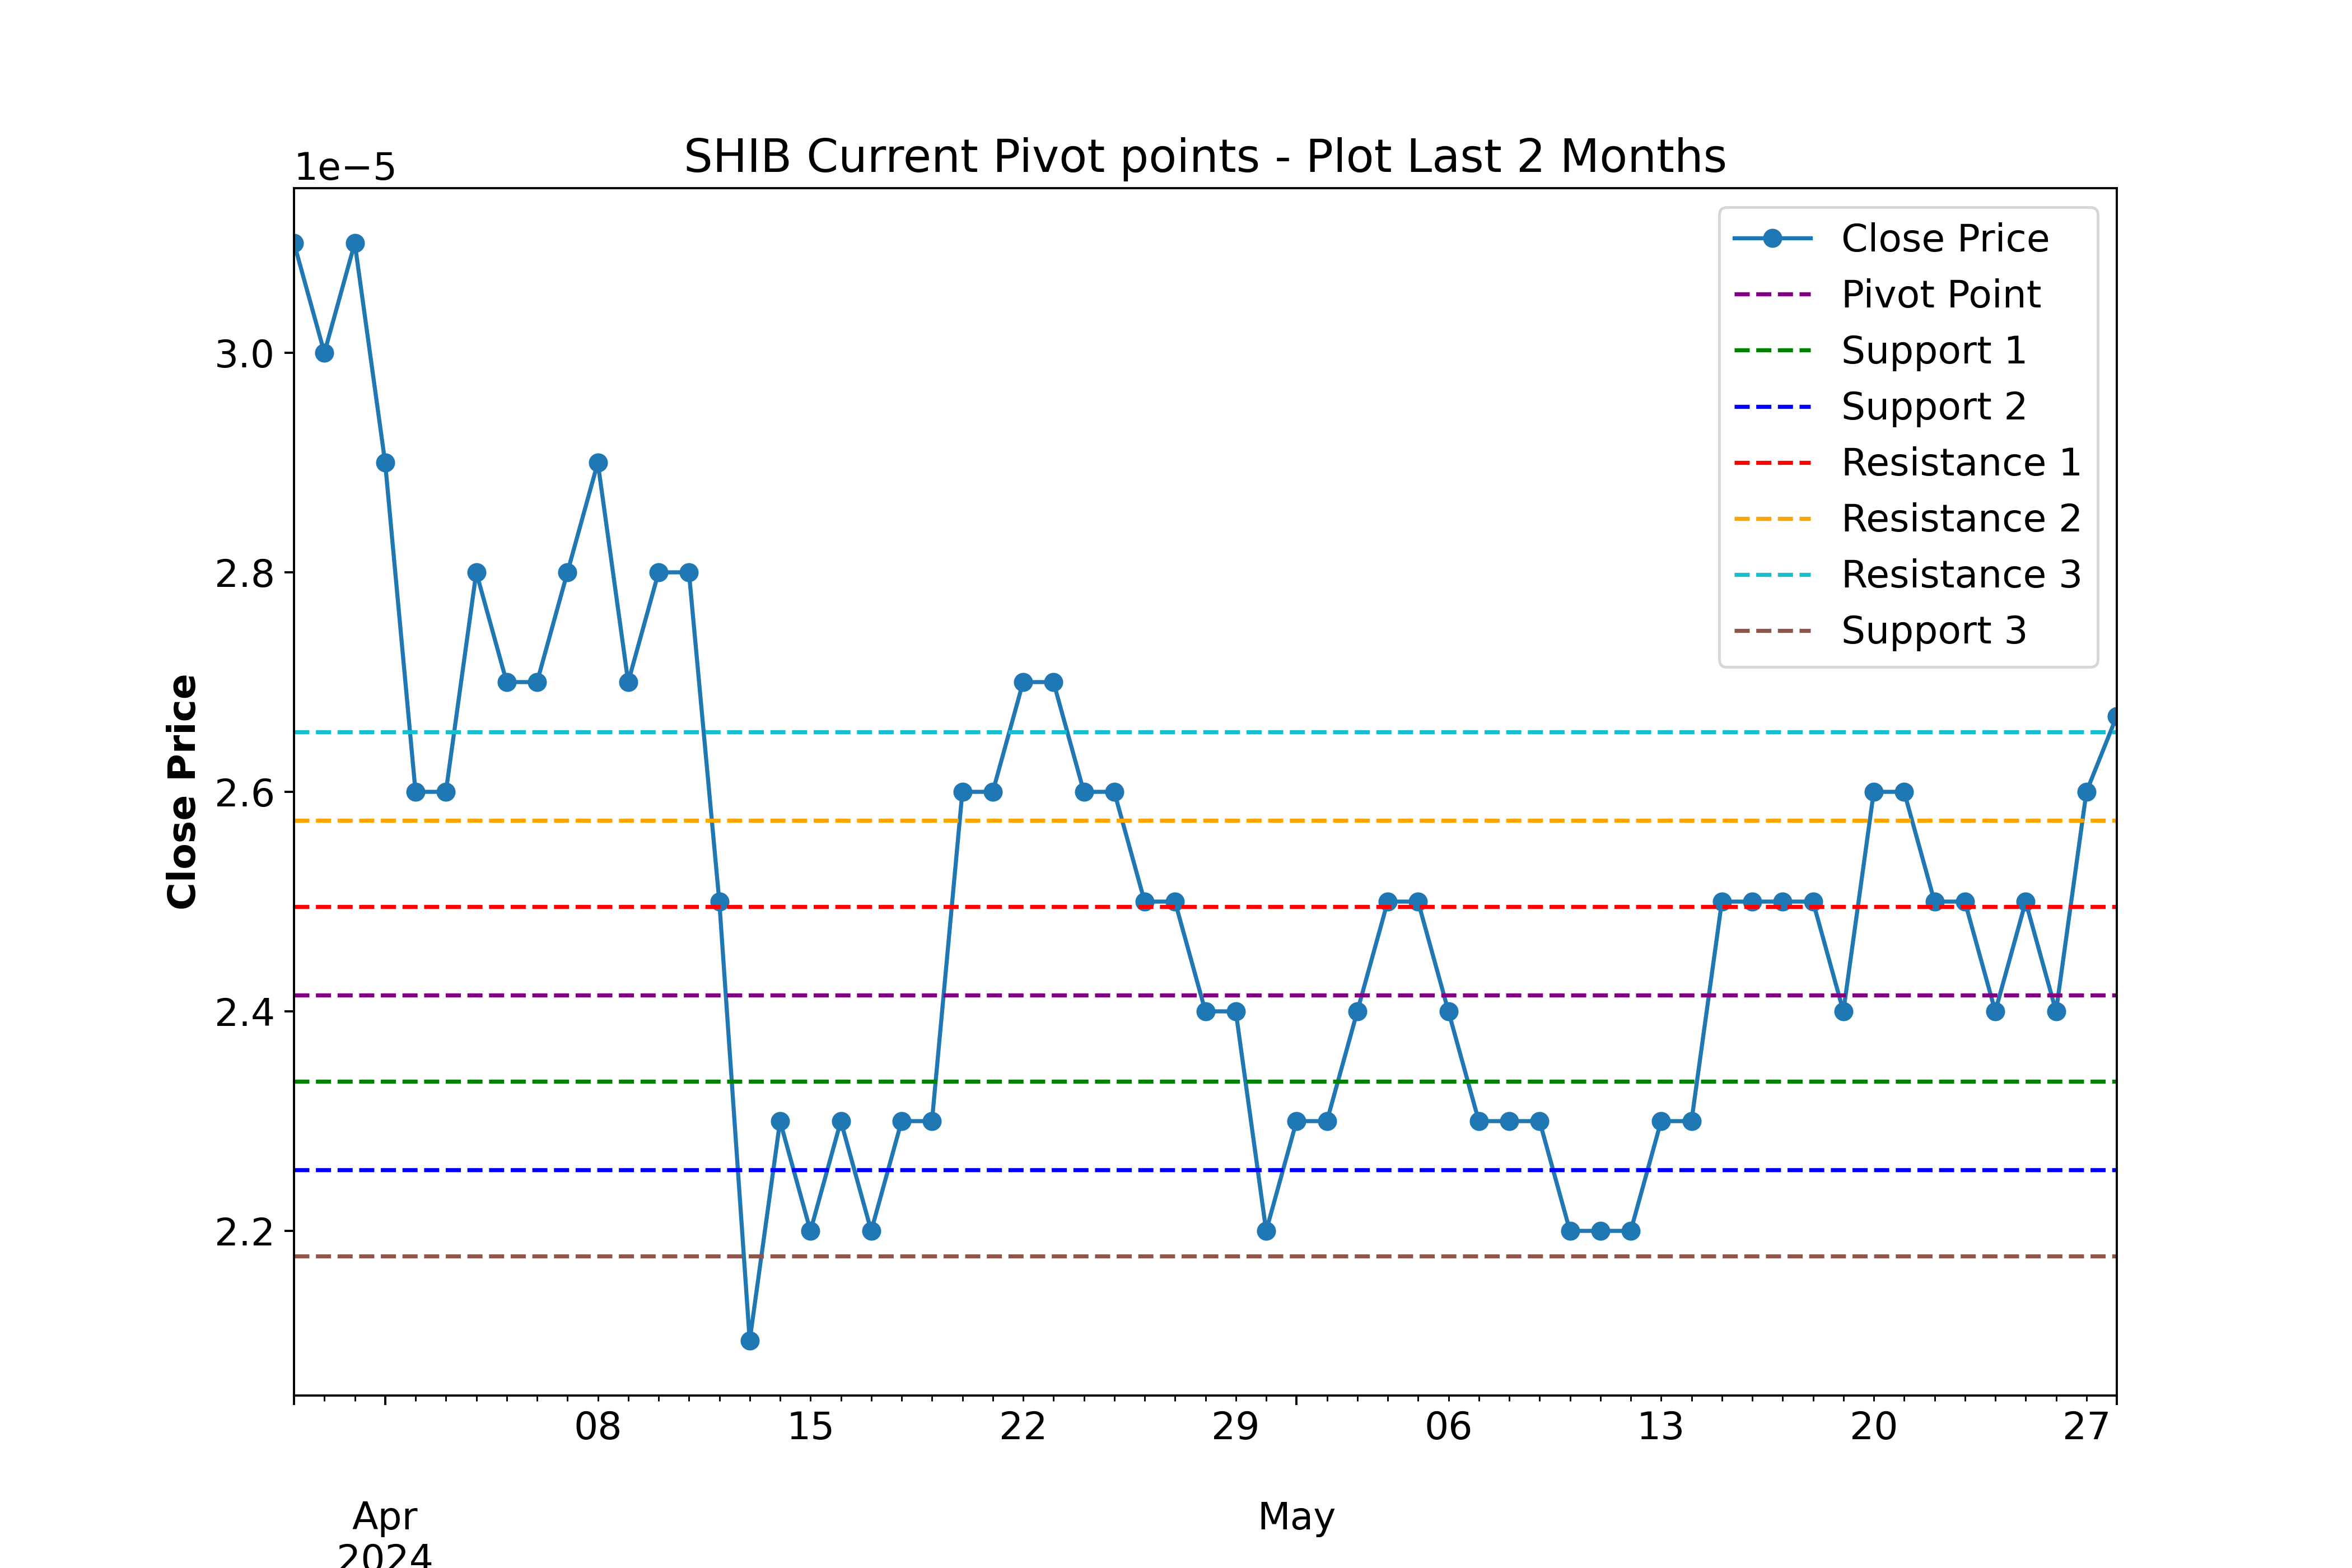 SHIB Current Pivot points - Plot Last 2 Months
1e−5
Close Price
Pivot Point
Support 1
Support 2
Resistance 1
Resistance 2
Resistance 3
Support 3
3.0
2.8
2.6
2.4
2.2
Close Price
08 15 22 29 06 13 20 27
Apr May
2024